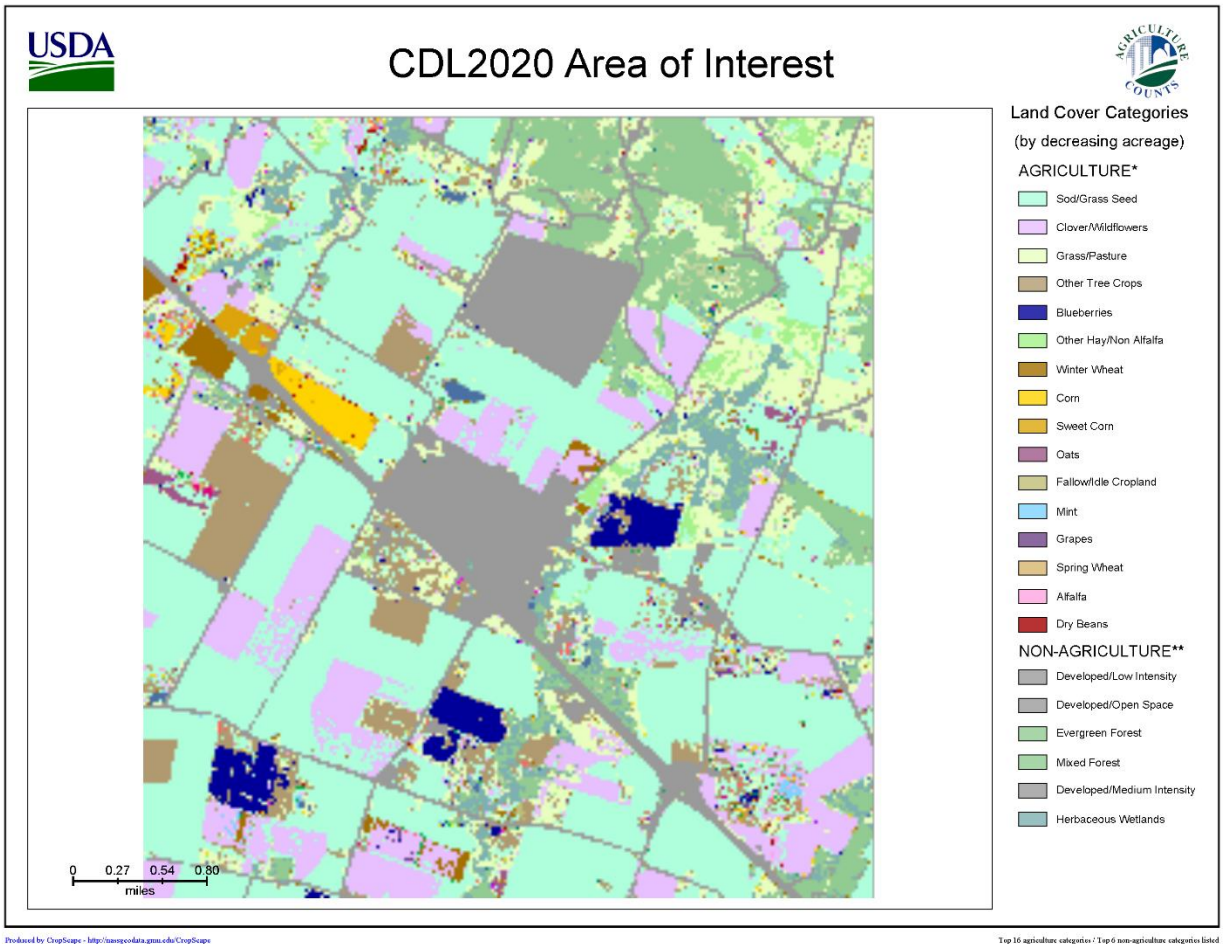 USDA
CDL2020 Area of Interest
AGRICULTURE
COUNTS
Land Cover Categories
(by decreasing acreage)
AGRICULTURE*
Sod/Grass Seed
Clover/Wildflowers
Grass/Pasture
Other Tree Crops
Blueberries
Other Hay/Non Alfalfa
Winter Wheat
Corn
Sweet Corn
Oats
Fallow/Idle Cropland
Mint
Grapes
Spring Wheat
Alfalfa
Dry Beans
NON-AGRICULTURE**
Developed/Low Intensity
Developed/Open Space
Evergreen Forest
Mixed Forest
Developed/Medium Intensity
Herbaceous Wetlands
0 0.27 0.54 0.80
miles
Produced by CropScape - http://nassgeodata.gmu.edu/CropScape
Top 16 agriculture categories / Top 6 non-agriculture categories listed